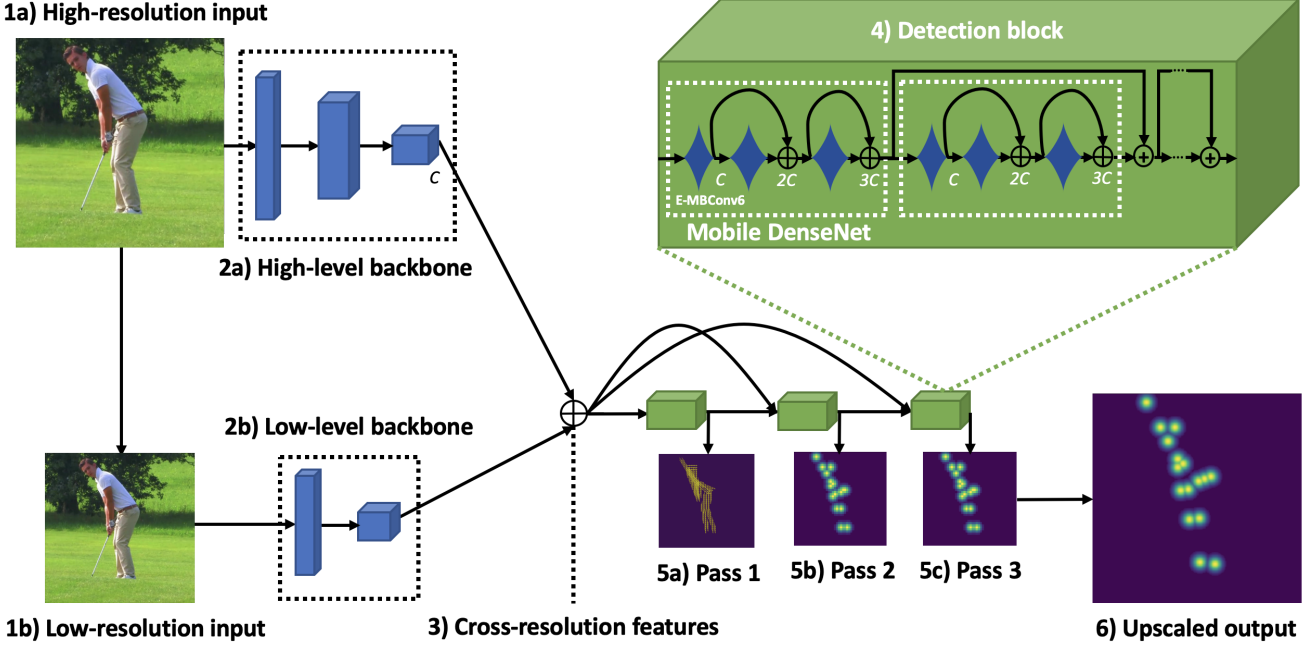 1a) High-resolution input
4) Detection block
C
2C
3C
C
2C
3C
E-MBConv6
Mobile DenseNet
C
2a) High-level backbone
2b) Low-level backbone
5a) Pass 1
5b) Pass 2
5c) Pass 3
1b) Low-resolution input
3) Cross-resolution features
6) Upscaled output